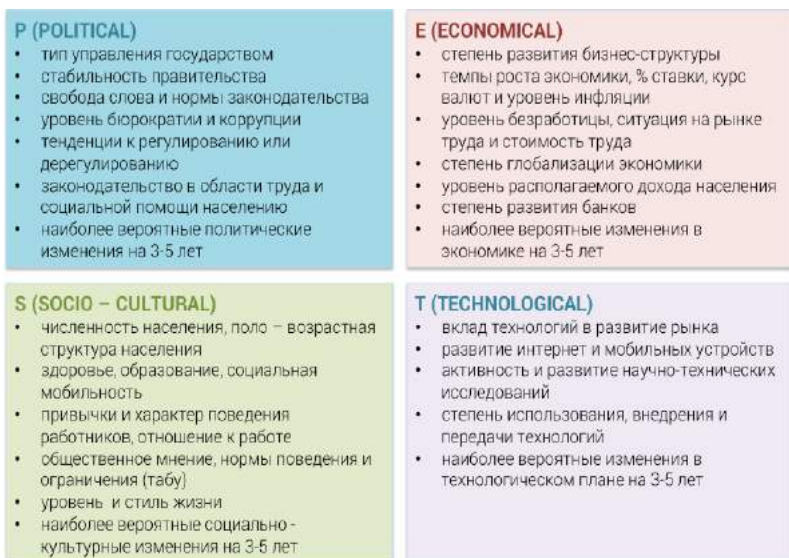 P (POLITICAL)
• тип управления государством
• стабильность правительства
• свобода слова и нормы законодательства
• уровень бюрократии и коррупции
• тенденции к регулированию или
дерегулированию
• законодательство в области труда и
социальной помощи населению
• наиболее вероятные политические
изменения на 3-5 лет
E (ECONOMICAL)
• степень развития бизнес-структуры
• темпы роста экономики, % ставки, курс
валют и уровень инфляции
• уровень безработицы, ситуация на рынке
труда и стоимость труда
• степень глобализации экономики
• уровень располагаемого дохода населения
• степень развития банков
• наиболее вероятные изменения в
экономике на 3-5 лет
S (SOCIO – CULTURAL)
• численность населения, поло – возрастная
структура населения
• здоровье, образование, социальная
мобильность
• привычки и характер поведения
работников, отношение к работе
• общественное мнение, нормы поведения и
ограничения (табу)
• уровень и стиль жизни
• наиболее вероятные социально -
культурные изменения на 3-5 лет
T (TECHNOLOGICAL)
• вклад технологий в развитие рынка
• развитие интернет и мобильных устройств
• активность и развитие научно-технических
исследований
• степень использования, внедрения и
передачи технологий
• наиболее вероятные изменения в
технологическом плане на 3-5 лет